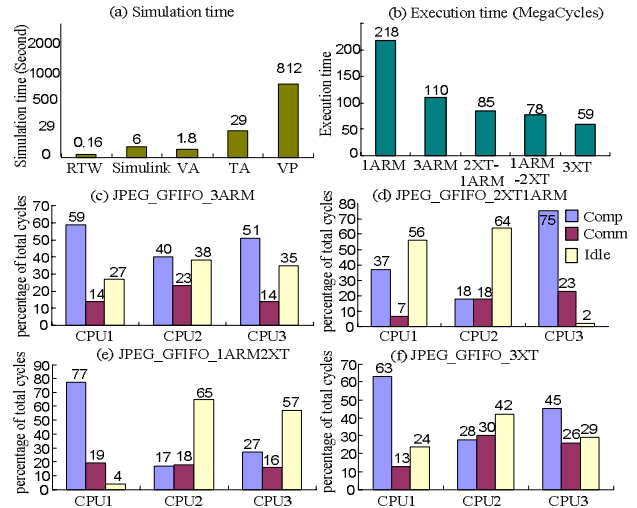 (a) Simulation time
Simulation time (Second)
2000
1000
500
29
0
0.16
6
1.8
29
812
RTW
Simulink
VA
TA
VP
(b) Execution time (MegaCycles)
Execution time
200
150
100
50
0
218
110
85
78
59
1ARM
3ARM
2XT-
1ARM
1ARM
-2XT
3XT
(c) JPEG_GFIFO_3ARM
percentage of total cycles
70
60
50
40
30
20
10
0
59
14
27
40
23
38
51
14
35
CPU1
CPU2
CPU3
(d) JPEG_GFIFO_2XT1ARM
percentage of total cycles
80
70
60
50
40
30
20
10
0
37
7
56
18
18
64
75
23
2
CPU1
CPU2
CPU3
Comp
Comm
Idle
(e) JPEG_GFIFO_1ARM2XT
percentage of total cycles
90
80
70
60
50
40
30
20
10
0
77
19
4
17
18
65
27
16
57
CPU1
CPU2
CPU3
(f) JPEG_GFIFO_3XT
percentage of total cycles
70
60
50
40
30
20
10
0
63
13
24
28
30
42
45
26
29
CPU1
CPU2
CPU3